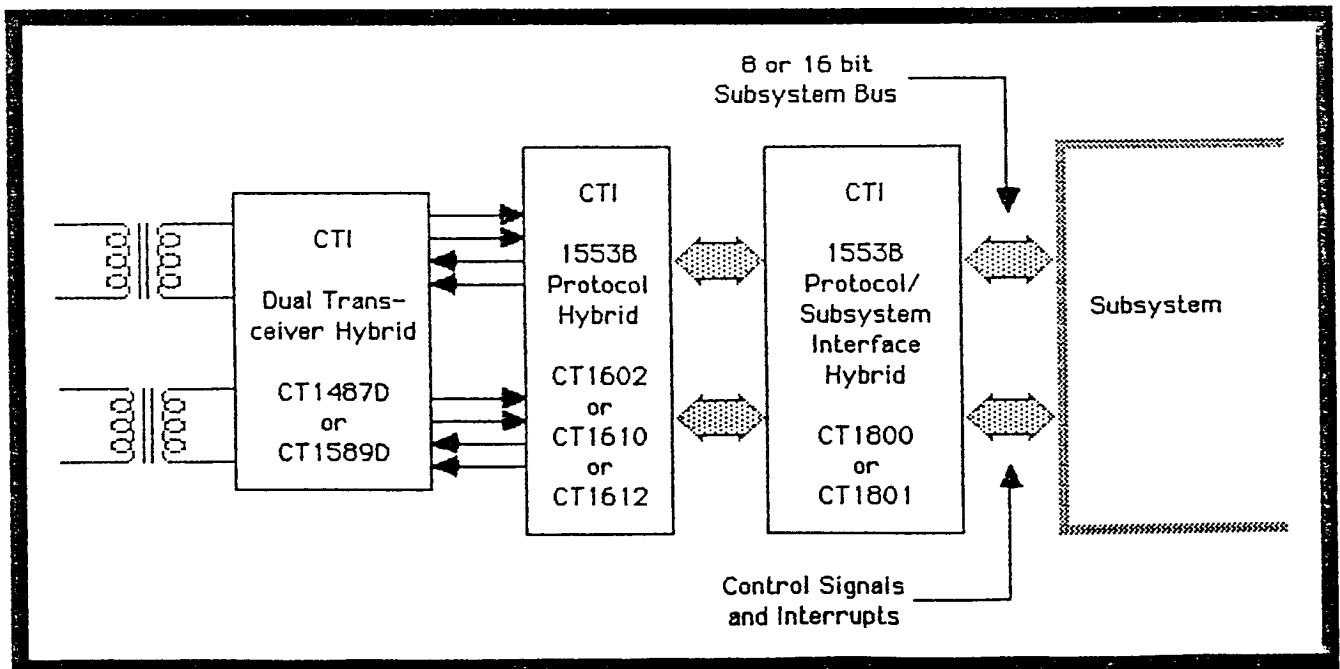 8 or 16 bit
Subsystem Bus
CTI
Dual Trans-
ceiver Hybrid
CT1487D
or
CT1589D
CTI
1553B
Protocol
Hybrid
CT1602
or
CT1610
or
CT1612
CTI
1553B
Protocol/
Subsystem
Interface
Hybrid
CT1800
or
CT1801
Subsystem
Control Signals
and Interrupts